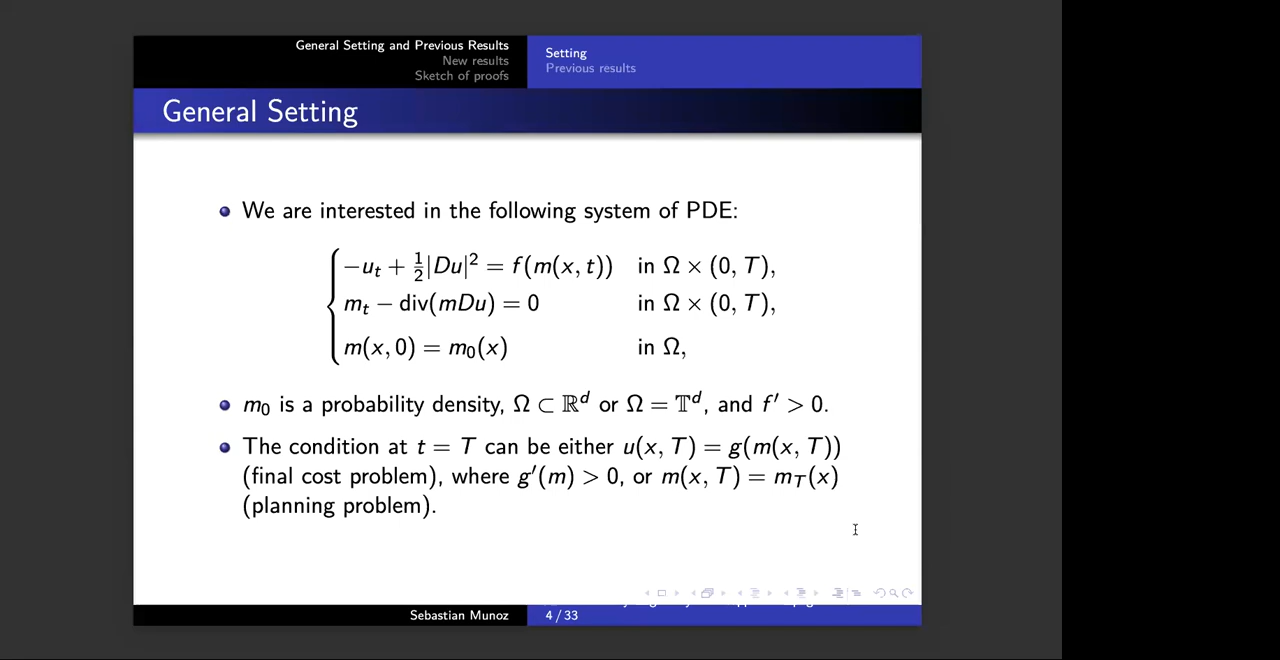 General Setting and Previous Results
New results
Sketch of proofs
Setting
Previous results
General Setting
We are interested in the following system of PDE:
−u_t + ½|Du|² = f(m(x, t)) in Ω × (0, T),
m_t − div(mDu) = 0 in Ω × (0, T),
m(x, 0) = m₀(x) in Ω,
m₀ is a probability density, Ω ⊂ ℝᵈ or Ω = 𝕋ᵈ, and f′ > 0.
The condition at t = T can be either u(x, T) = g(m(x, T))
(final cost problem), where g′(m) > 0, or m(x, T) = m_T(x)
(planning problem).
Sebastian Munoz
4 / 33